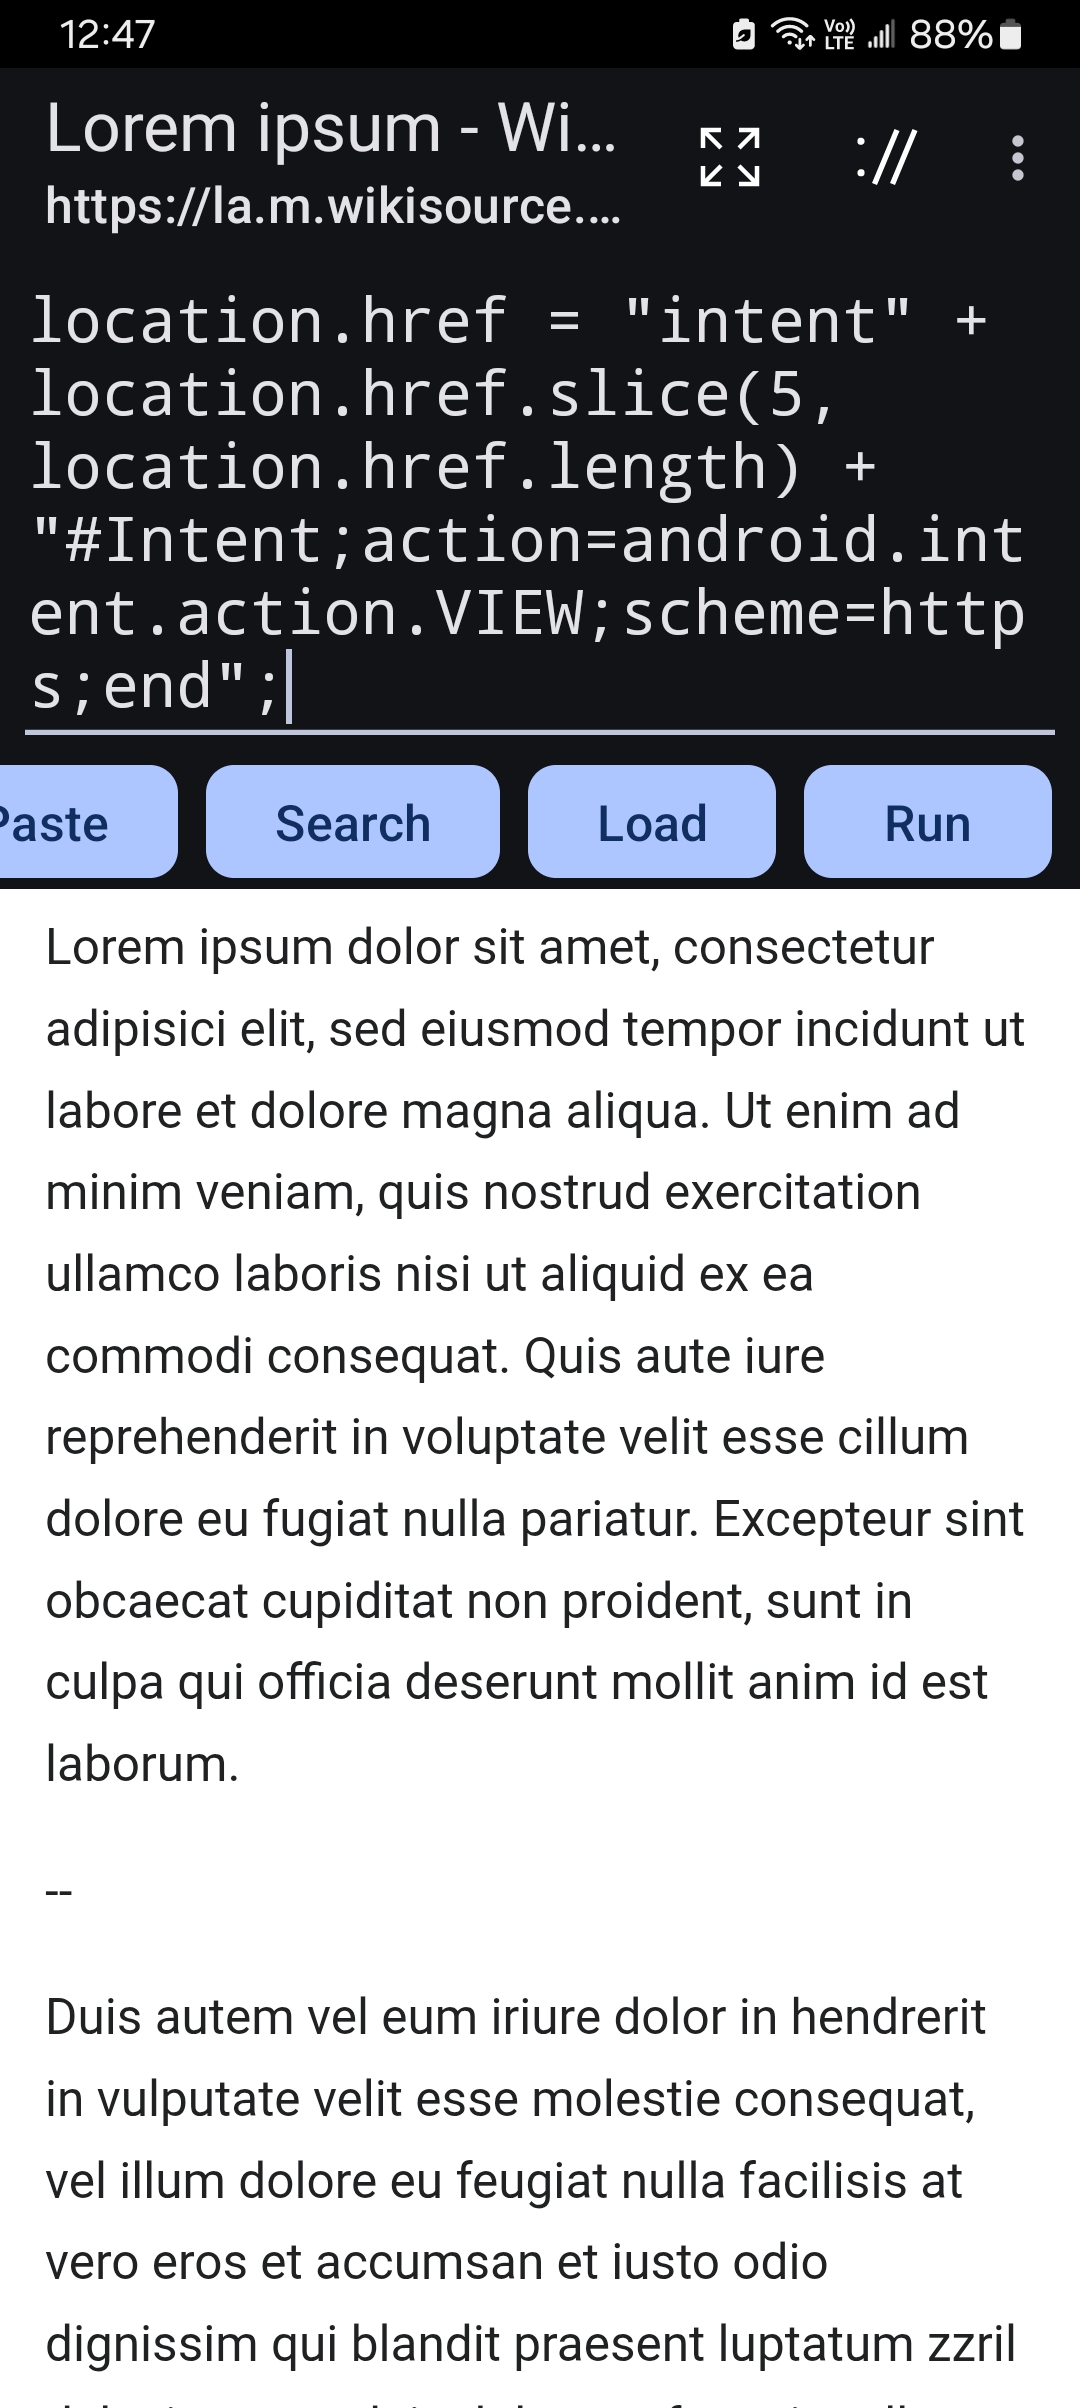 12:47
Vo)) LTE 88%
Lorem ipsum - Wi...
https://la.m.wikisource....
://
location.href = "intent" +
location.href.slice(5,
location.href.length) +
"#Intent;action=android.int
ent.action.VIEW;scheme=http
s;end";
Paste Search Load Run
Lorem ipsum dolor sit amet, consectetur
adipisici elit, sed eiusmod tempor incidunt ut
labore et dolore magna aliqua. Ut enim ad
minim veniam, quis nostrud exercitation
ullamco laboris nisi ut aliquid ex ea
commodi consequat. Quis aute iure
reprehenderit in voluptate velit esse cillum
dolore eu fugiat nulla pariatur. Excepteur sint
obcaecat cupiditat non proident, sunt in
culpa qui officia deserunt mollit anim id est
laborum.
--
Duis autem vel eum iriure dolor in hendrerit
in vulputate velit esse molestie consequat,
vel illum dolore eu feugiat nulla facilisis at
vero eros et accumsan et iusto odio
dignissim qui blandit praesent luptatum zzril